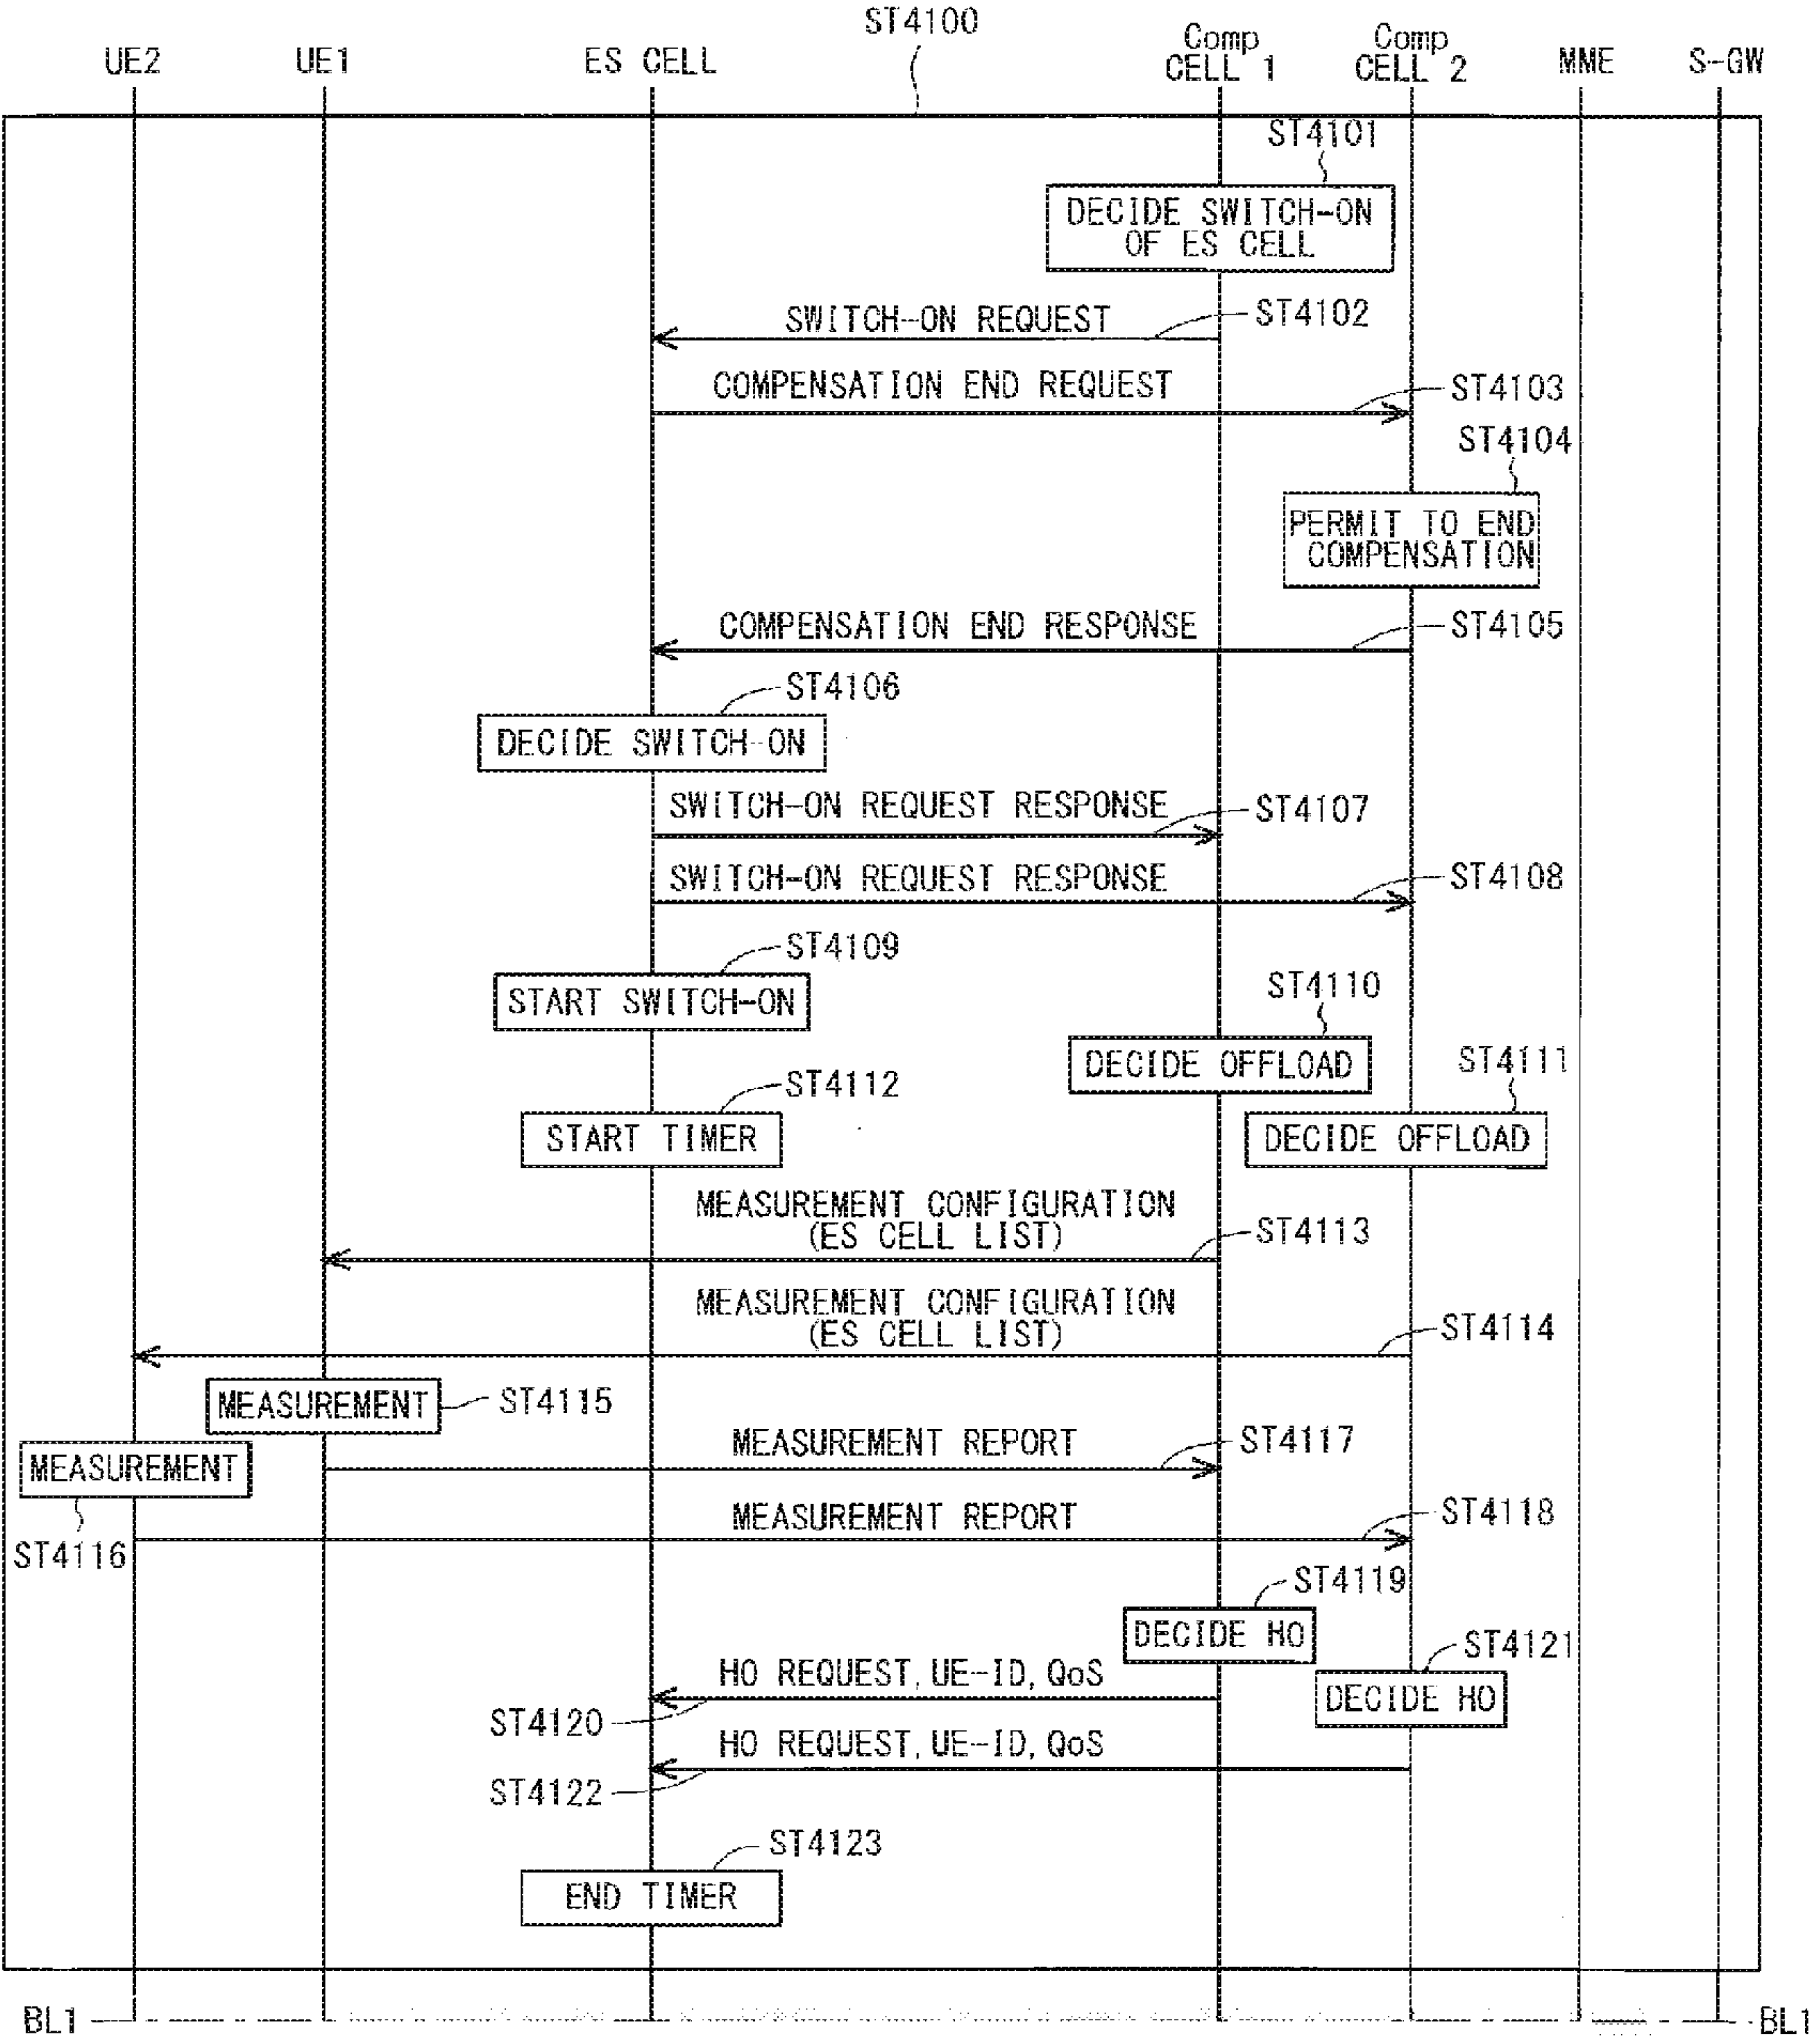 ST4100
UE2
UE1
ES CELL
Comp
CELL 1
Comp
CELL 2
MME
S-GW
ST4101
DECIDE SWITCH-ON
OF ES CELL
SWITCH-ON REQUEST
ST4102
COMPENSATION END REQUEST
ST4103
ST4104
PERMIT TO END
COMPENSATION
COMPENSATION END RESPONSE
ST4105
ST4106
DECIDE SWITCH-ON
SWITCH-ON REQUEST RESPONSE
ST4107
SWITCH-ON REQUEST RESPONSE
ST4108
ST4109
START SWITCH-ON
ST4110
DECIDE OFFLOAD
ST4111
DECIDE OFFLOAD
ST4112
START TIMER
MEASUREMENT CONFIGURATION
(ES CELL LIST)
ST4113
MEASUREMENT CONFIGURATION
(ES CELL LIST)
ST4114
MEASUREMENT
ST4115
MEASUREMENT REPORT
ST4117
MEASUREMENT
ST4116
MEASUREMENT REPORT
ST4118
ST4119
DECIDE HO
HO REQUEST, UE-ID, QoS
ST4120
ST4121
DECIDE HO
HO REQUEST, UE-ID, QoS
ST4122
ST4123
END TIMER
BL1
BL1